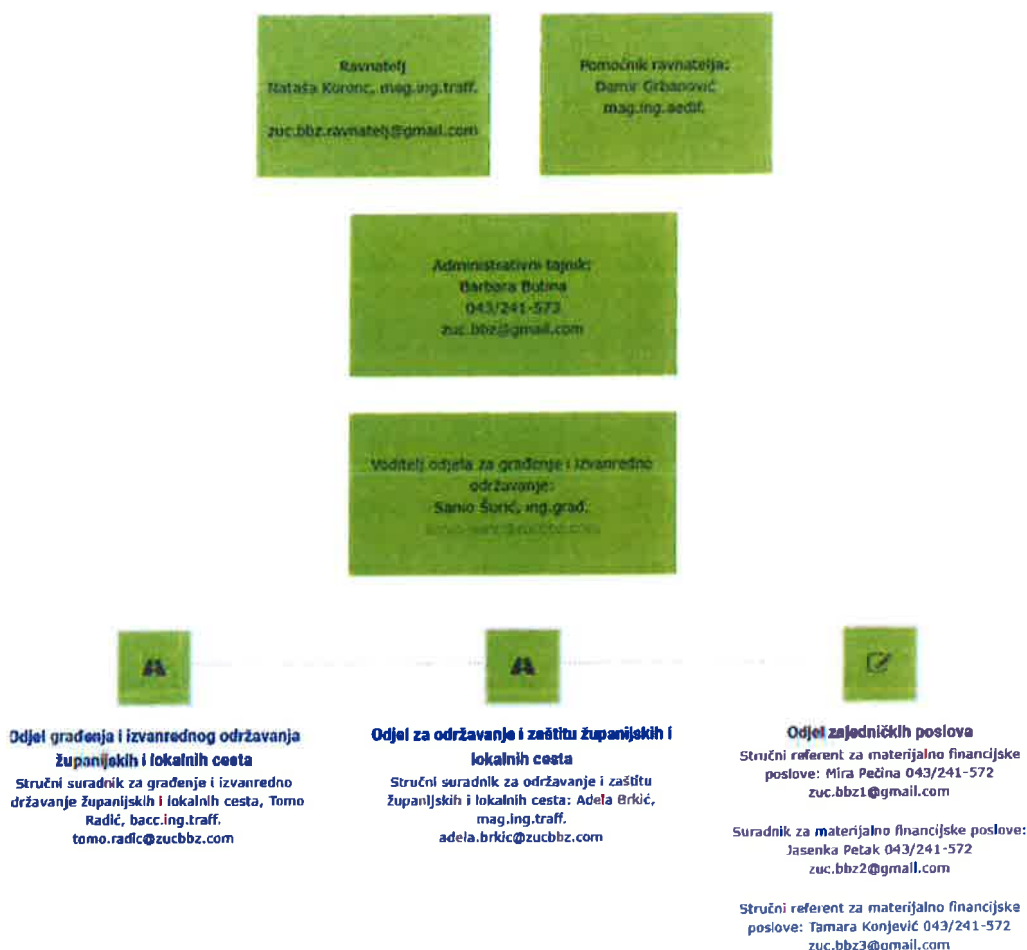 Ravnatelj
Nataša Korenc, mag.ing.traff.
zuc.bbz.ravnatelj@gmail.com
Pomoćnik ravnatelja:
Damir Grbanović
mag.ing.aedif.
Administrativni tajnik:
Barbara Butina
043/241-573
zuc.bbz@gmail.com
Voditelj odjela za građenje i izvanredno
održavanje:
Šurić, ing.građ.
Odjel građenja i izvanrednog održavanja
županijskih i lokalnih cesta
Stručni suradnik za građenje i izvanredno
državanje županijskih i lokalnih cesta, Tomo
Radić, bacc.ing.traff.
tomo.radic@zucbbz.com
Odjel za održavanje i zaštitu županijskih i
lokalnih cesta
Stručni suradnik za održavanje i zaštitu
županijskih i lokalnih cesta: Adela Brkić,
mag.ing.traff.
adela.brkic@zucbbz.com
Odjel zajedničkih poslova
Stručni referent za materijalno financijske
poslove: Mira Pečina 043/241-572
zuc.bbz1@gmail.com
Suradnik za materijalno financijske poslove:
Jasenka Petak 043/241-572
zuc.bbz2@gmail.com
Stručni referent za materijalno financijske
poslove: Tamara Konjević 043/241-572
zuc.bbz3@gmail.com